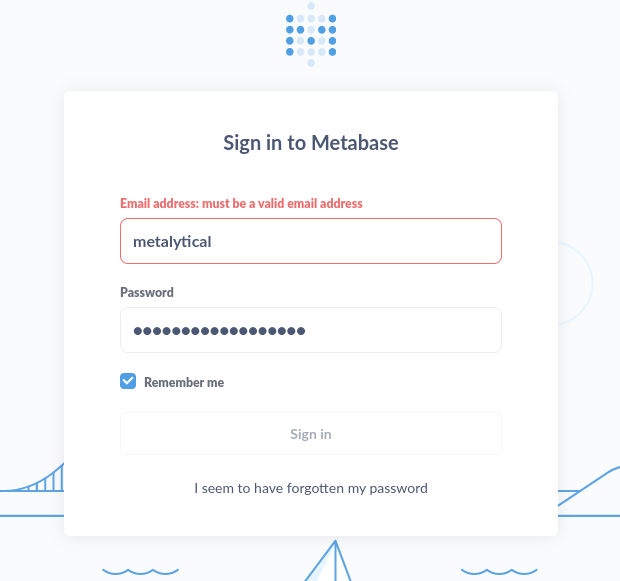 Sign in to Metabase
Email address: must be a valid email address
metalytical
Password
••••••••••••••••••
Remember me
Sign in
I seem to have forgotten my password